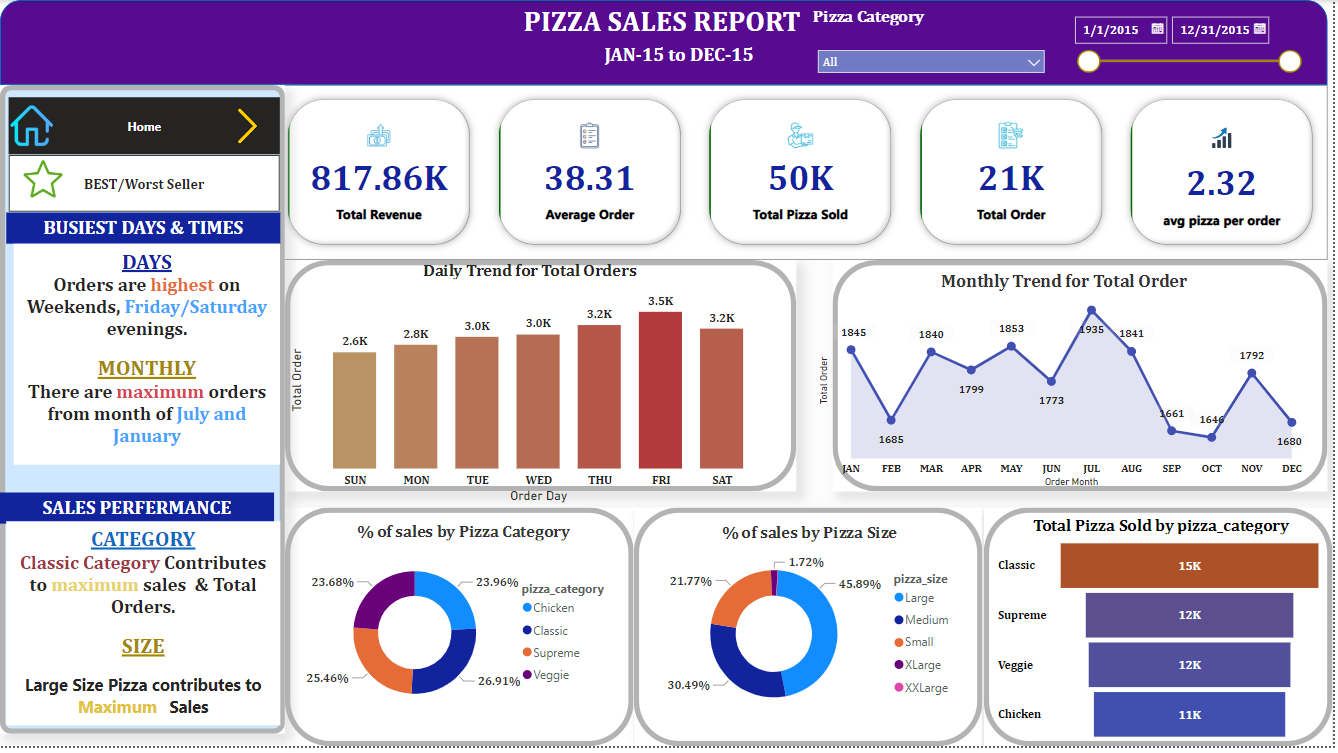 PIZZA SALES REPORT
JAN-15 to DEC-15
Pizza Category
All
1/1/2015
12/31/2015
Home
BEST/Worst Seller
BUSIEST DAYS & TIMES
DAYS
Orders are highest on
Weekends, Friday/Saturday
evenings.
MONTHLY
There are maximum orders
from month of July and
January
SALES PERFERMANCE
CATEGORY
Classic Category Contributes
to maximum sales & Total
Orders.
SIZE
Large Size Pizza contributes to
Maximum Sales
817.86K
Total Revenue
38.31
Average Order
50K
Total Pizza Sold
21K
Total Order
2.32
avg pizza per order
Daily Trend for Total Orders
Total Order
2.6K
2.8K
3.0K
3.0K
3.2K
3.5K
3.2K
SUN
MON
TUE
WED
THU
FRI
SAT
Order Day
Monthly Trend for Total Order
Total Order
1845
1685
1840
1799
1853
1773
1935
1841
1661
1646
1792
1680
JAN
FEB
MAR
APR
MAY
JUN
JUL
AUG
SEP
OCT
NOV
DEC
Order Month
% of sales by Pizza Category
23.68%
23.96%
25.46%
26.91%
pizza_category
Chicken
Classic
Supreme
Veggie
% of sales by Pizza Size
1.72%
21.77%
45.89%
30.49%
pizza_size
Large
Medium
Small
XLarge
XXLarge
Total Pizza Sold by pizza_category
Classic
15K
Supreme
12K
Veggie
12K
Chicken
11K